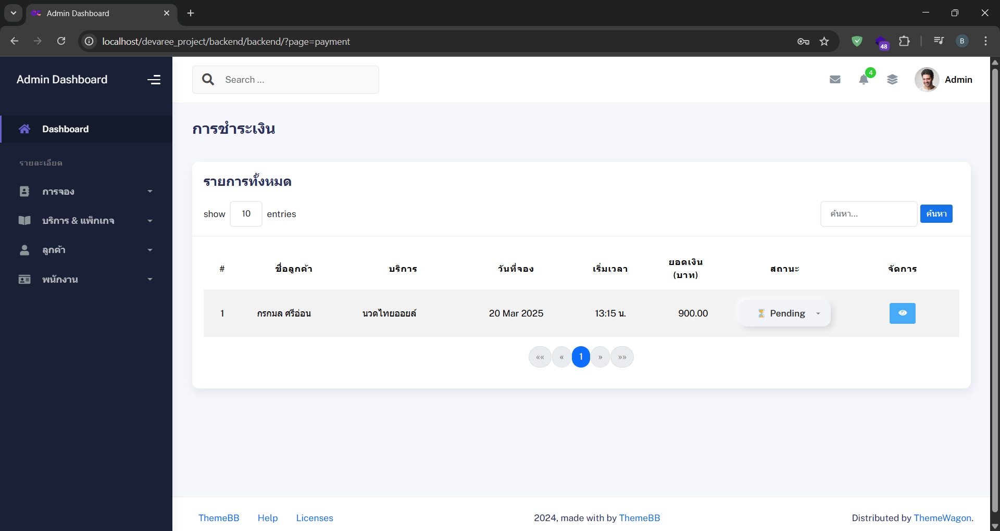 Admin Dashboard
localhost/devaree_project/backend/backend/?page=payment
48
B
Admin Dashboard
Search ...
4
Admin
Dashboard
รายละเอียด
การจอง
บริการ & แพ็กเกจ
ลูกค้า
พนักงาน
การชำระเงิน
รายการทั้งหมด
show 10 entries
ค้นหา... ค้นหา
# ชื่อลูกค้า บริการ วันที่จอง เริ่มเวลา ยอดเงิน (บาท) สถานะ จัดการ
1 กรกมล ศรีอ่อน นวดไทยออยล์ 20 Mar 2025 13:15 น. 900.00 ⏳ Pending
«« « 1 » »»
ThemeBB Help Licenses
2024, made with by ThemeBB
Distributed by ThemeWagon.